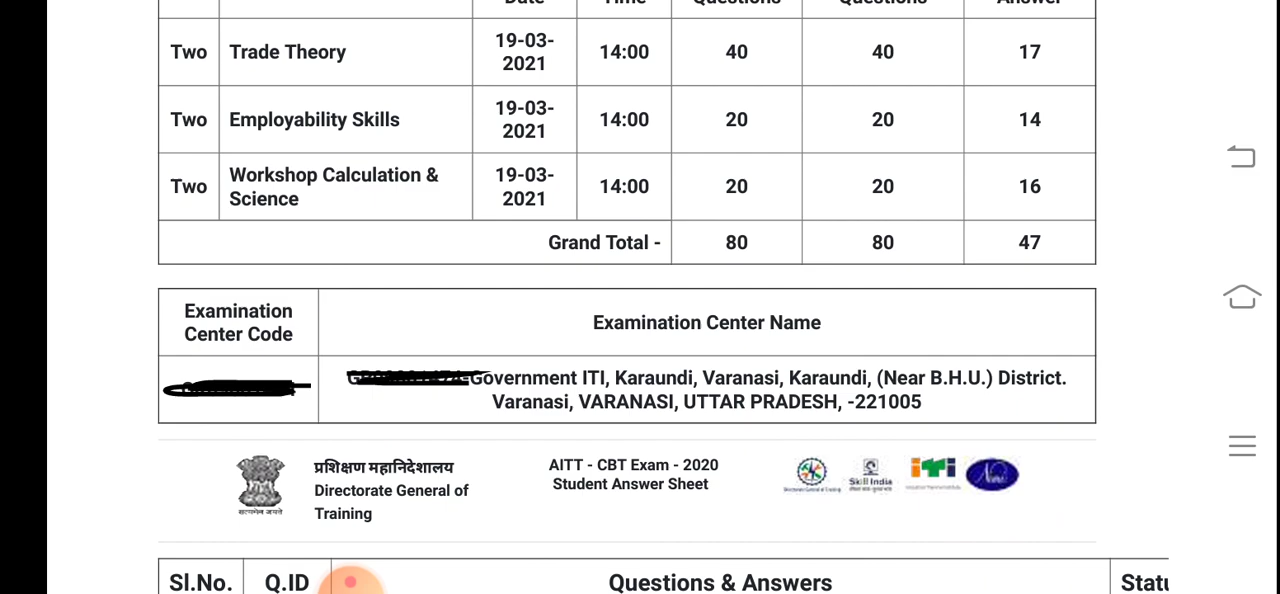 Two Trade Theory 19-03-2021 14:00 40 40 17
Two Employability Skills 19-03-2021 14:00 20 20 14
Two Workshop Calculation & Science 19-03-2021 14:00 20 20 16
Grand Total - 80 80 47
Examination Center Code
Examination Center Name
Government ITI, Karaundi, Varanasi, Karaundi, (Near B.H.U.) District.
Varanasi, VARANASI, UTTAR PRADESH, -221005
प्रशिक्षण महानिदेशालय
Directorate General of
Training
AITT - CBT Exam - 2020
Student Answer Sheet
सत्यमेव जयते
Skill India
iTi
Sl.No. Q.ID Questions & Answers